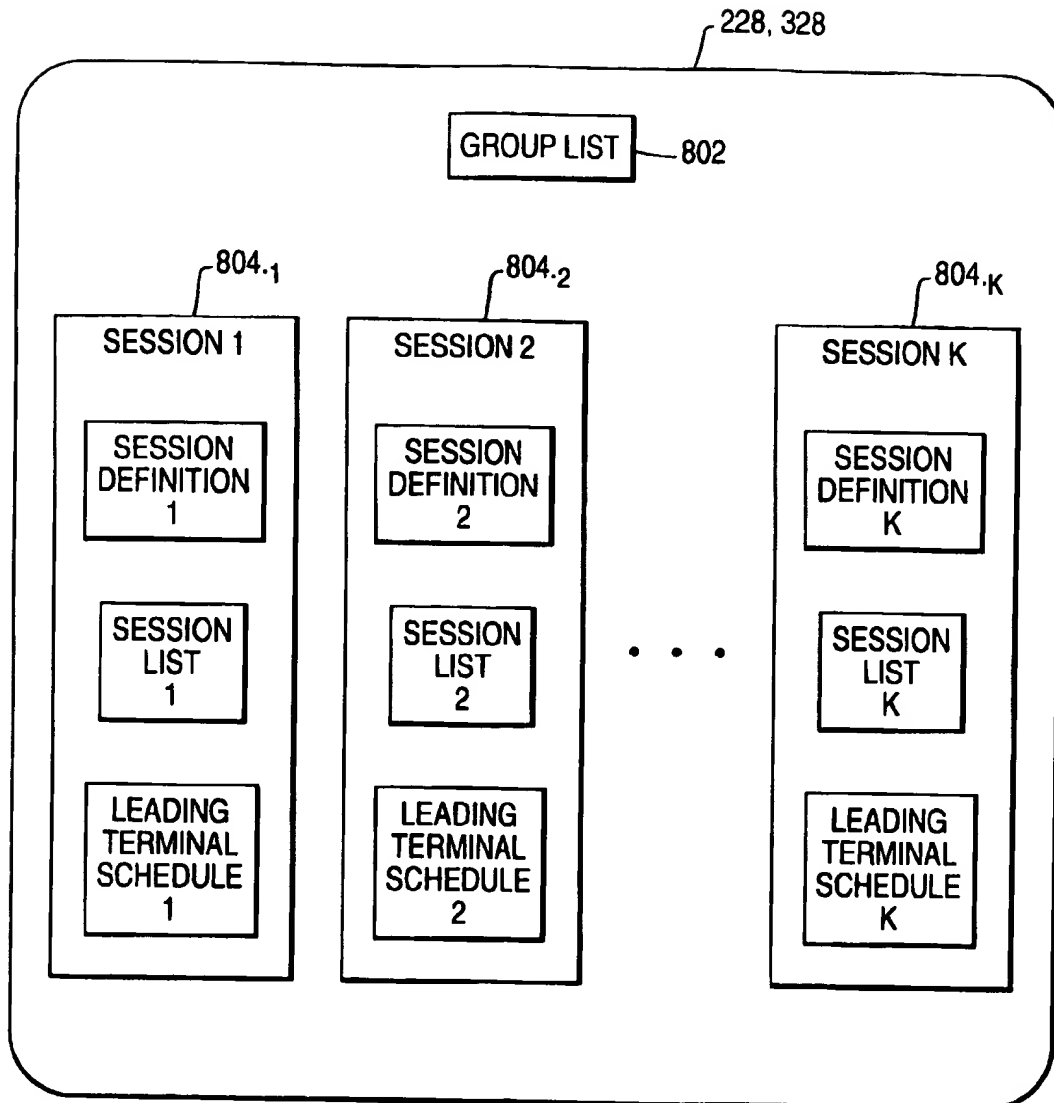 228, 328
GROUP LIST
802
804.1
804.2
804.K
SESSION 1
SESSION DEFINITION 1
SESSION LIST 1
LEADING TERMINAL SCHEDULE 1
SESSION 2
SESSION DEFINITION 2
SESSION LIST 2
LEADING TERMINAL SCHEDULE 2
• • •
SESSION K
SESSION DEFINITION K
SESSION LIST K
LEADING TERMINAL SCHEDULE K